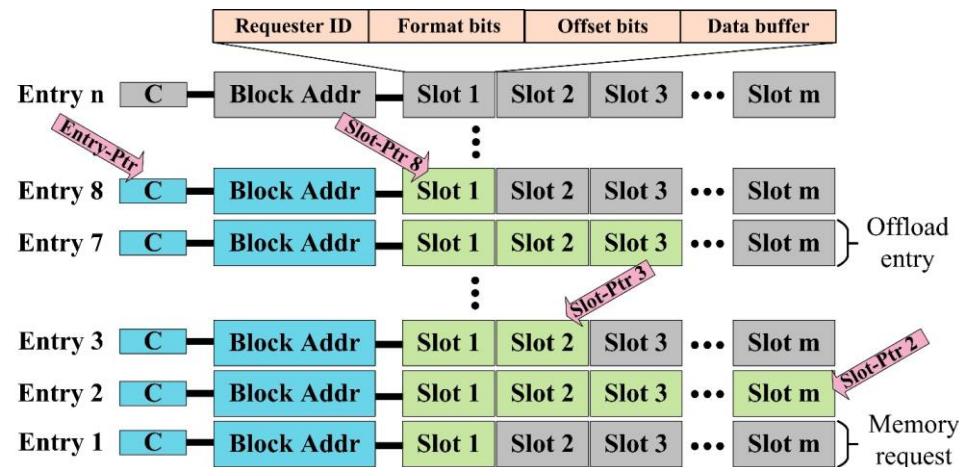 Requester ID Format bits Offset bits Data buffer
Entry n C Block Addr Slot 1 Slot 2 Slot 3 ••• Slot m
Entry-Ptr Slot-Ptr 8
Entry 8 C Block Addr Slot 1 Slot 2 Slot 3 ••• Slot m
Entry 7 C Block Addr Slot 1 Slot 2 Slot 3 ••• Slot m
Offload
entry
Slot-Ptr 3
Entry 3 C Block Addr Slot 1 Slot 2 Slot 3 ••• Slot m
Slot-Ptr 2
Entry 2 C Block Addr Slot 1 Slot 2 Slot 3 ••• Slot m
Entry 1 C Block Addr Slot 1 Slot 2 Slot 3 ••• Slot m
Memory
request